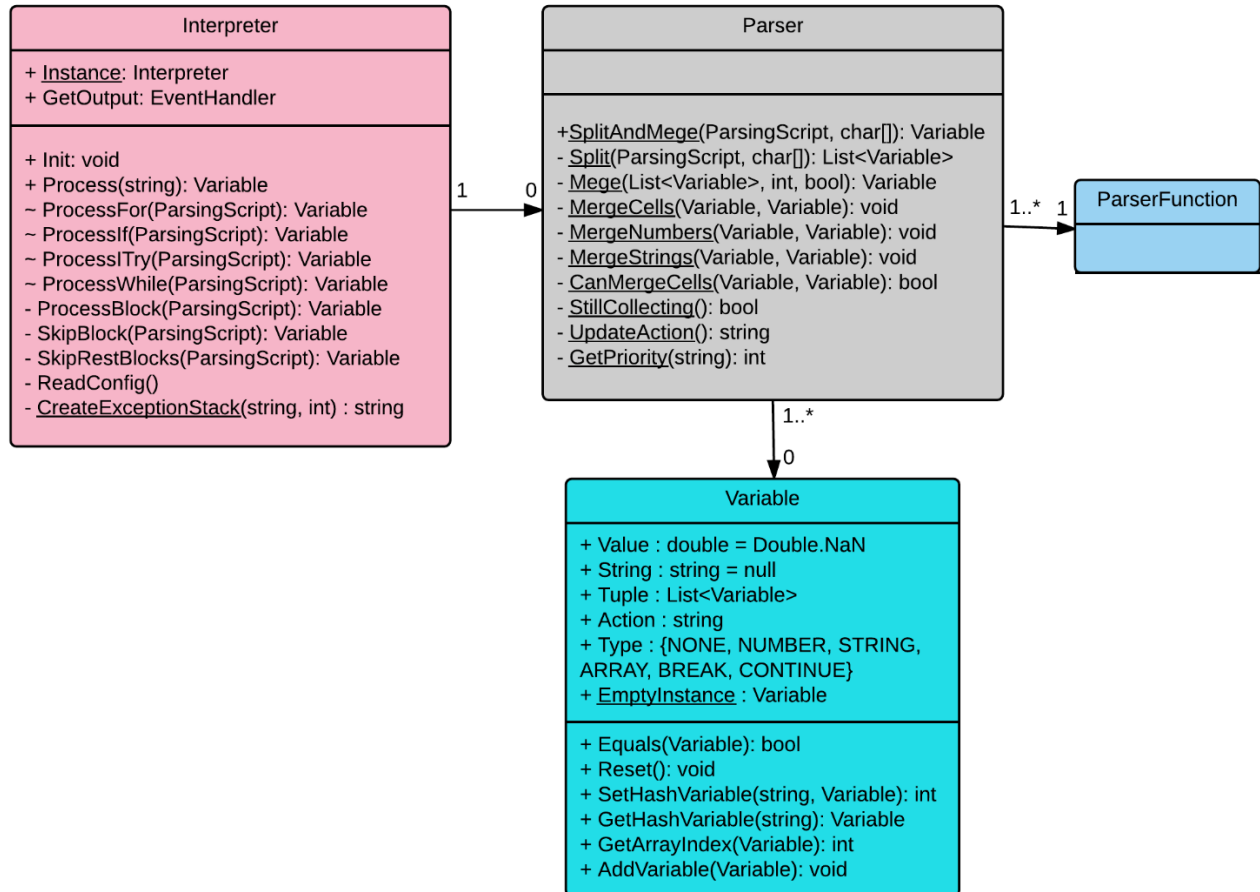 Interpreter
+ Instance: Interpreter
+ GetOutput: EventHandler
+ Init: void
+ Process(string): Variable
~ ProcessFor(ParsingScript): Variable
~ ProcessIf(ParsingScript): Variable
~ ProcessITry(ParsingScript): Variable
~ ProcessWhile(ParsingScript): Variable
- ProcessBlock(ParsingScript): Variable
- SkipBlock(ParsingScript): Variable
- SkipRestBlocks(ParsingScript): Variable
- ReadConfig()
- CreateExceptionStack(string, int) : string
1
0
Parser
+SplitAndMege(ParsingScript, char[]): Variable
- Split(ParsingScript, char[]): List<Variable>
- Mege(List<Variable>, int, bool): Variable
- MergeCells(Variable, Variable): void
- MergeNumbers(Variable, Variable): void
- MergeStrings(Variable, Variable): void
- CanMergeCells(Variable, Variable): bool
- StillCollecting(): bool
- UpdateAction(): string
- GetPriority(string): int
1..*
1
ParserFunction
1..*
0
Variable
+ Value : double = Double.NaN
+ String : string = null
+ Tuple : List<Variable>
+ Action : string
+ Type : {NONE, NUMBER, STRING,
ARRAY, BREAK, CONTINUE}
+ EmptyInstance : Variable
+ Equals(Variable): bool
+ Reset(): void
+ SetHashVariable(string, Variable): int
+ GetHashVariable(string): Variable
+ GetArrayIndex(Variable): int
+ AddVariable(Variable): void